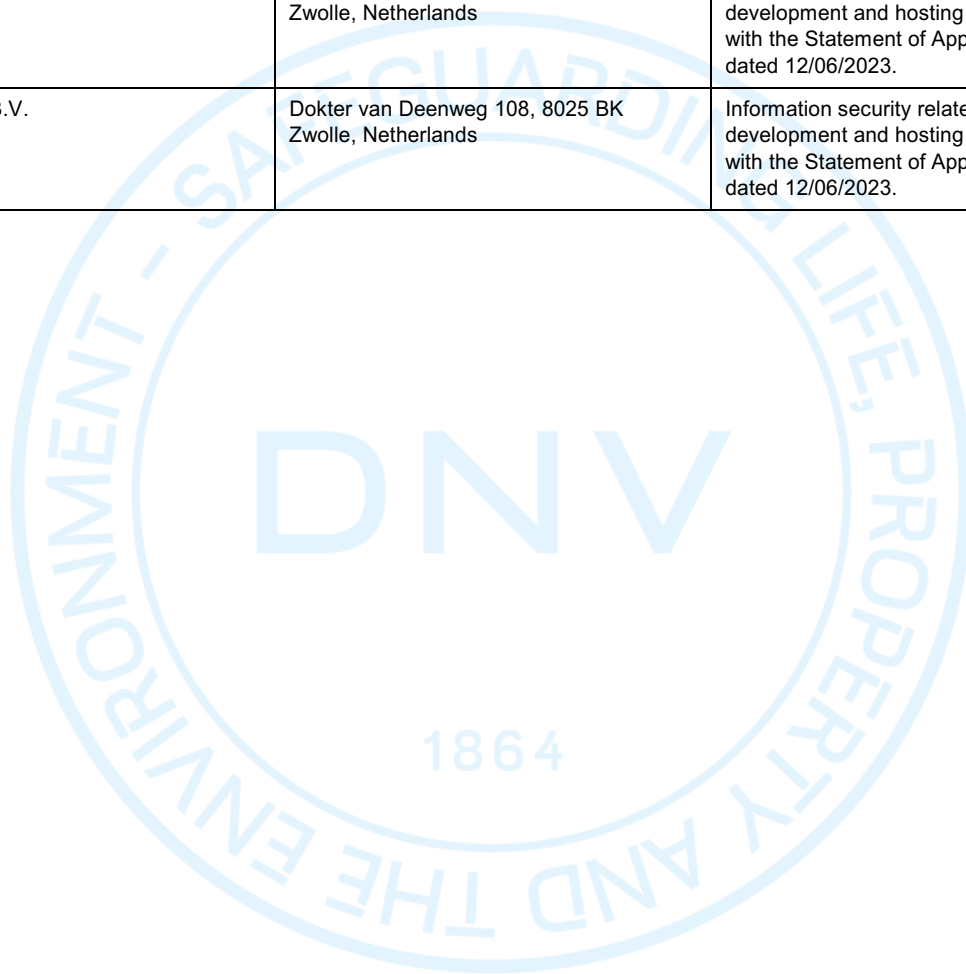 Zwolle, Netherlands
development and hosting
with the Statement of App
dated 12/06/2023.
B.V.
Dokter van Deenweg 108, 8025 BK
Zwolle, Netherlands
Information security relate
development and hosting
with the Statement of App
dated 12/06/2023.
SAFEGUARDING LIFE, PROPERTY AND THE ENVIRONMENT -
DNV
1864